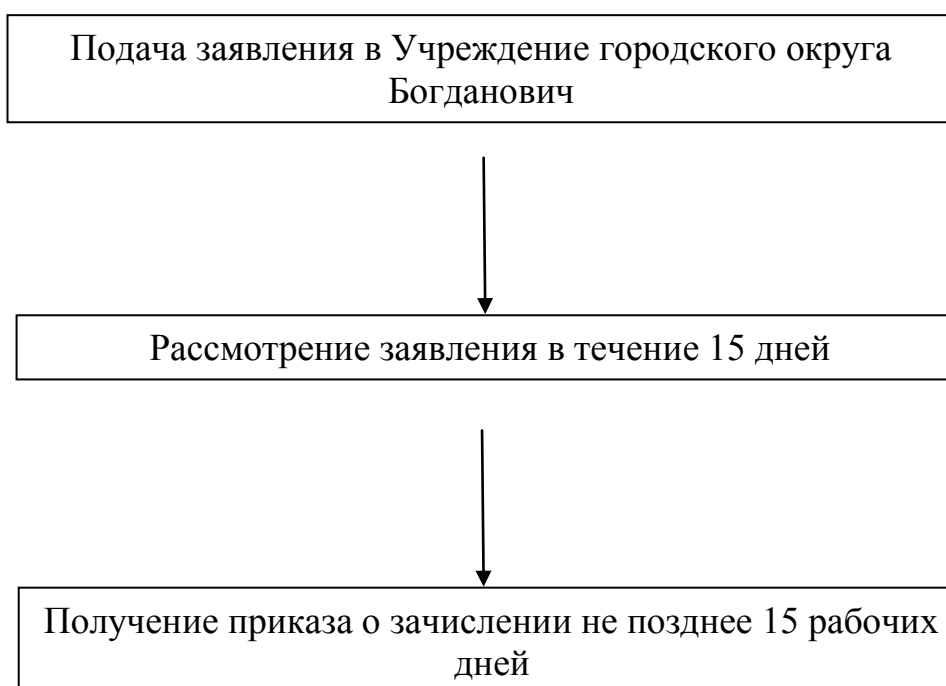 Подача заявления в Учреждение городского округа
Богданович
Рассмотрение заявления в течение 15 дней
Получение приказа о зачислении не позднее 15 рабочих
дней